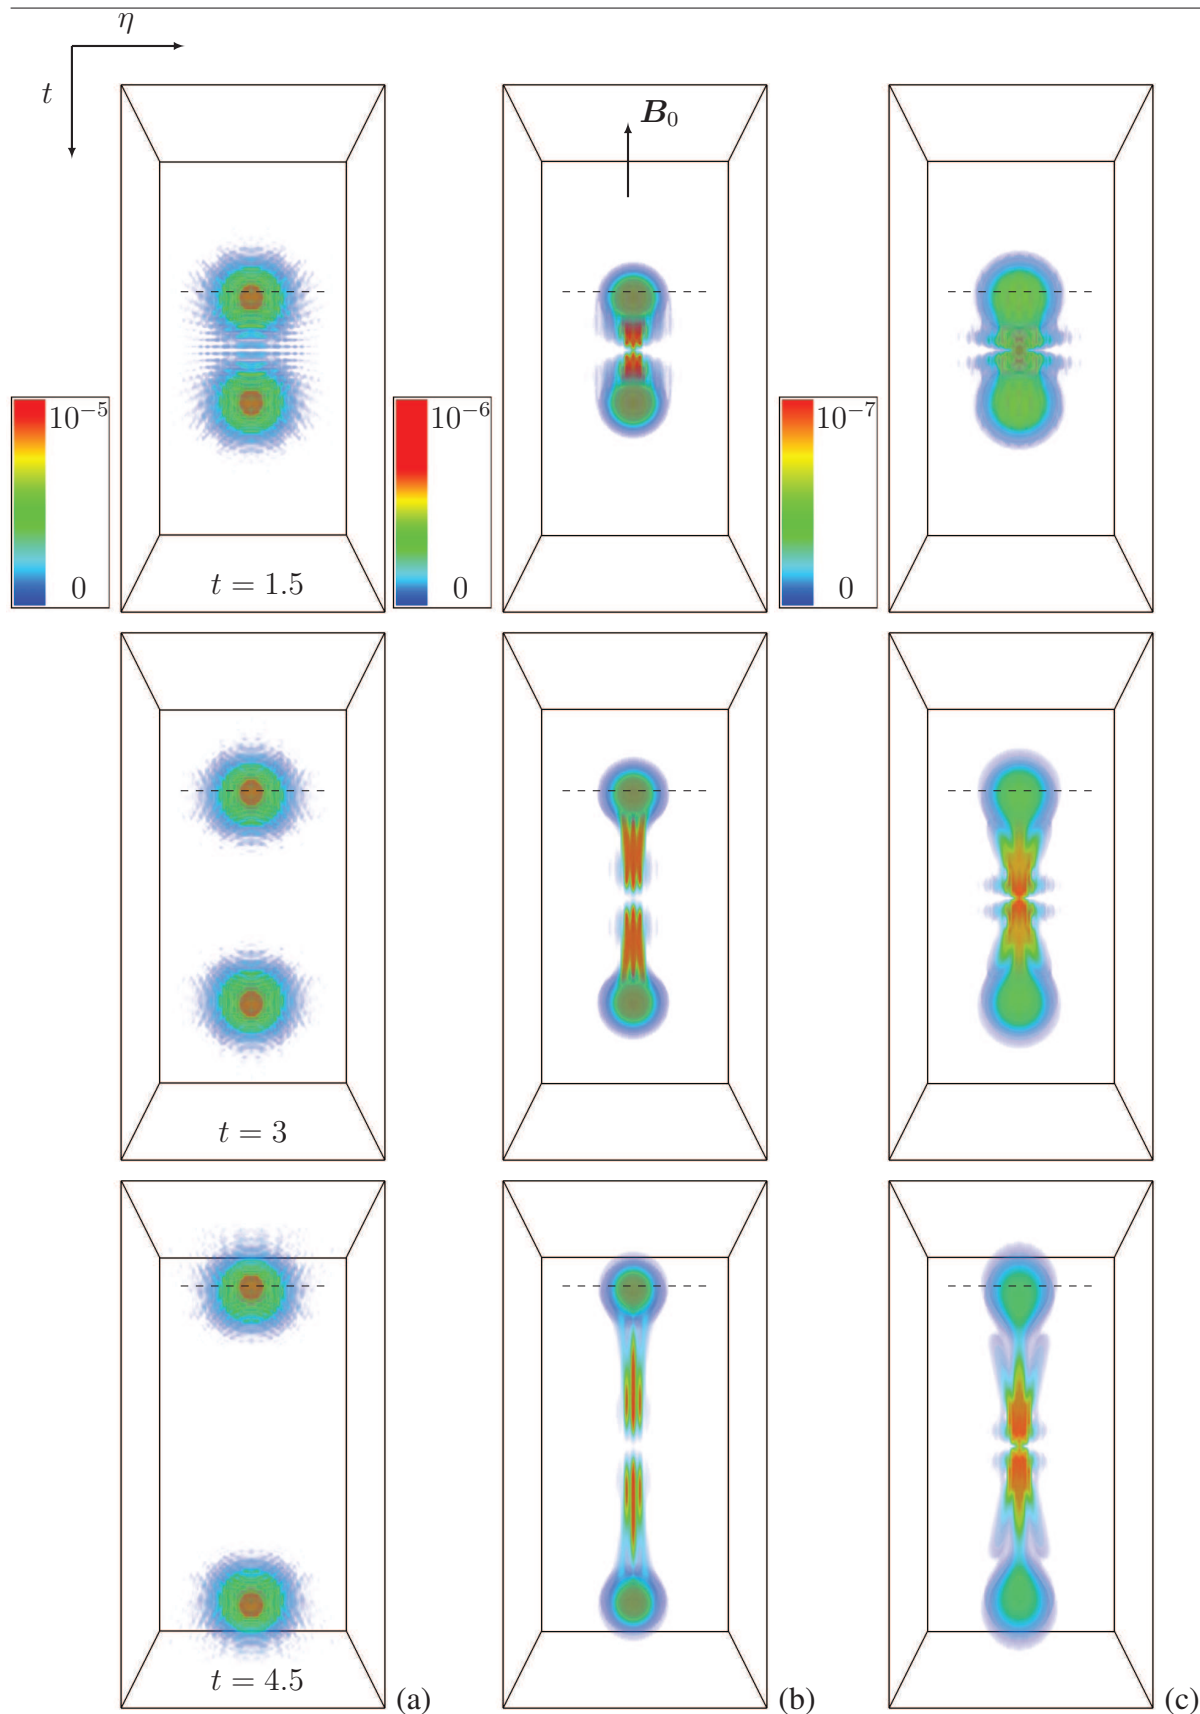 η
t
B₀
10⁻⁵
0
10⁻⁶
0
10⁻⁷
0
t = 1.5
t = 3
t = 4.5
(a)
(b)
(c)